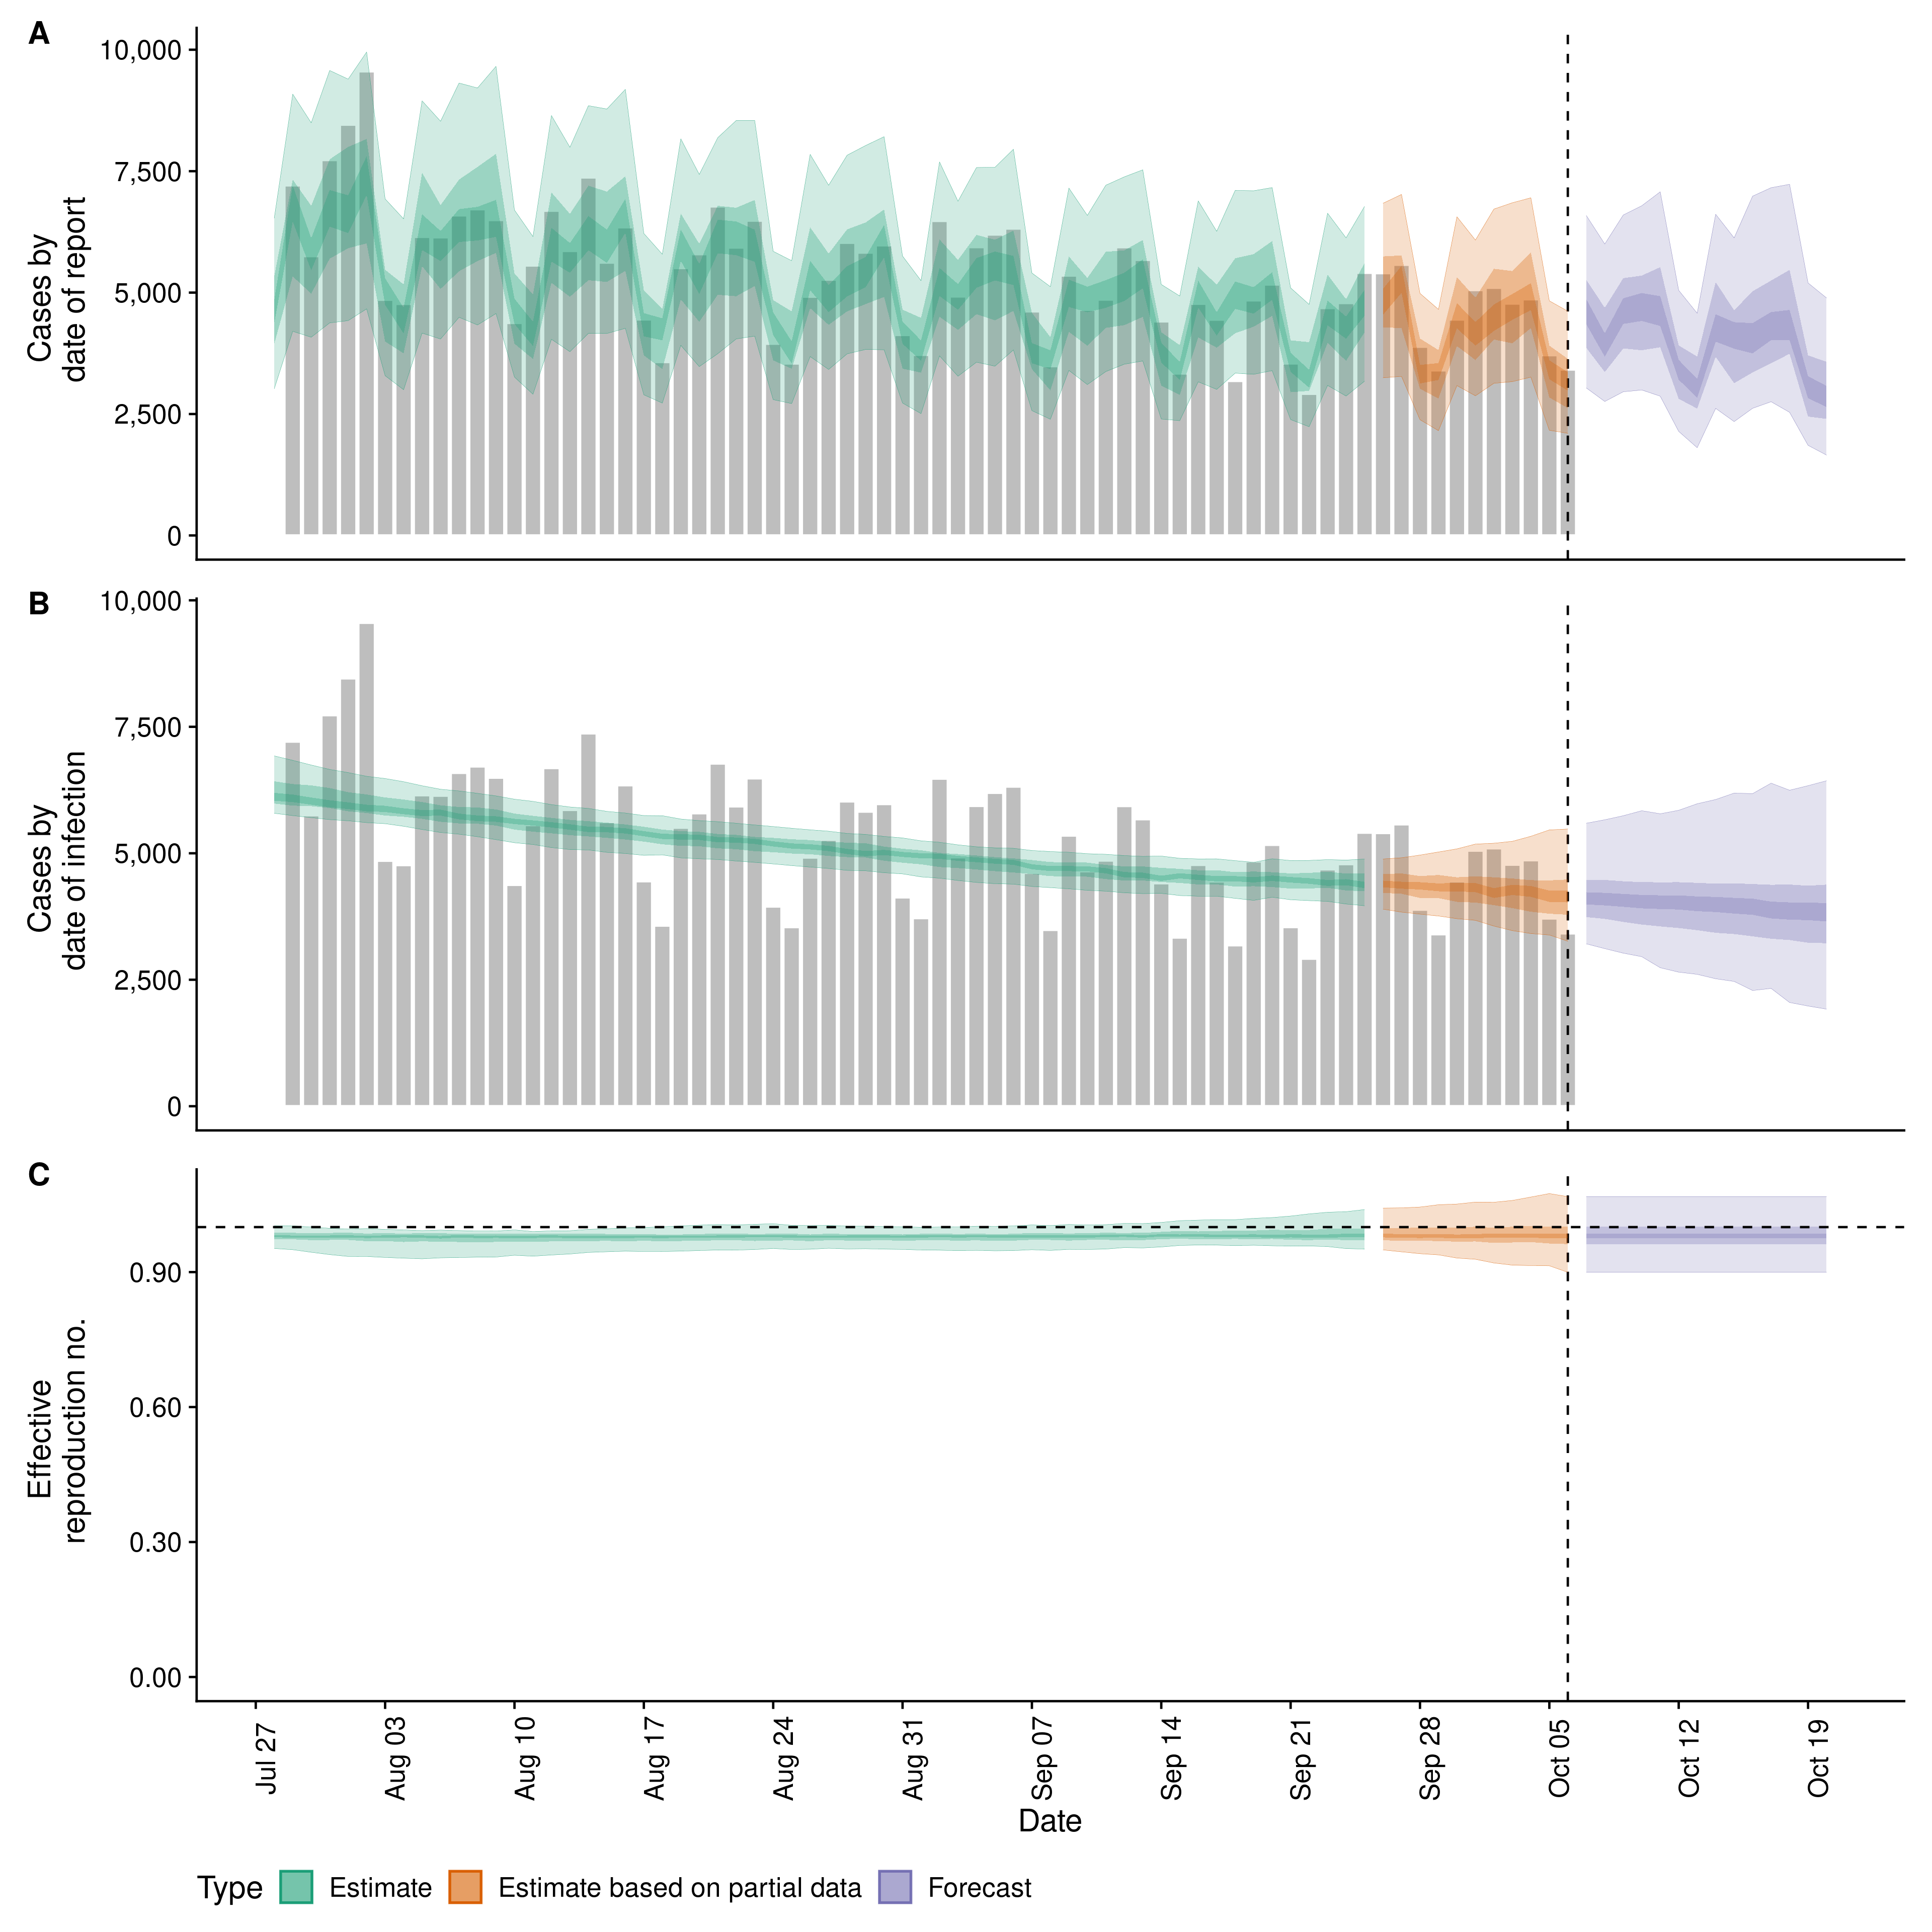 A
Cases by
date of report
10,000
7,500
5,000
2,500
0
B
Cases by
date of infection
10,000
7,500
5,000
2,500
0
C
Effective
reproduction no.
0.90
0.60
0.30
0.00
Jul 27
Aug 03
Aug 10
Aug 17
Aug 24
Aug 31
Sep 07
Sep 14
Sep 21
Sep 28
Oct 05
Oct 12
Oct 19
Date
Type Estimate Estimate based on partial data Forecast